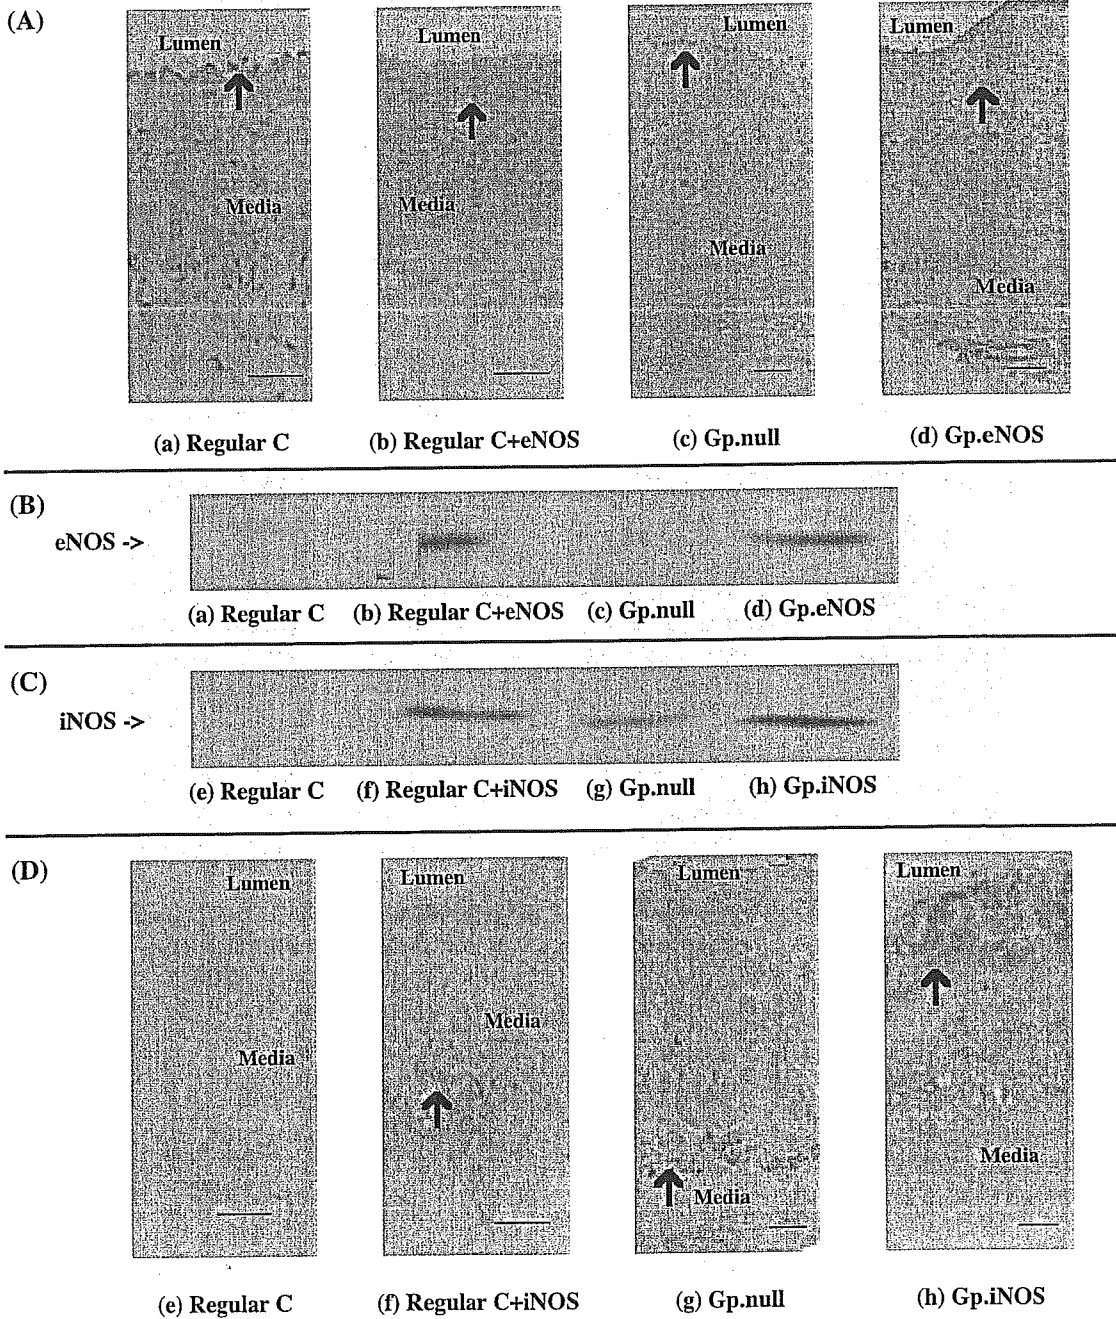 (A)
Lumen
Lumen
Lumen
Lumen
Media
Media
Media
Media
(a) Regular C
(b) Regular C+eNOS
(c) Gp.null
(d) Gp.eNOS
(B)
eNOS ->
(a) Regular C
(b) Regular C+eNOS
(c) Gp.null
(d) Gp.eNOS
(C)
iNOS ->
(e) Regular C
(f) Regular C+iNOS
(g) Gp.null
(h) Gp.iNOS
(D)
Lumen
Lumen
Lumen
Lumen
Media
Media
Media
Media
(e) Regular C
(f) Regular C+iNOS
(g) Gp.null
(h) Gp.iNOS